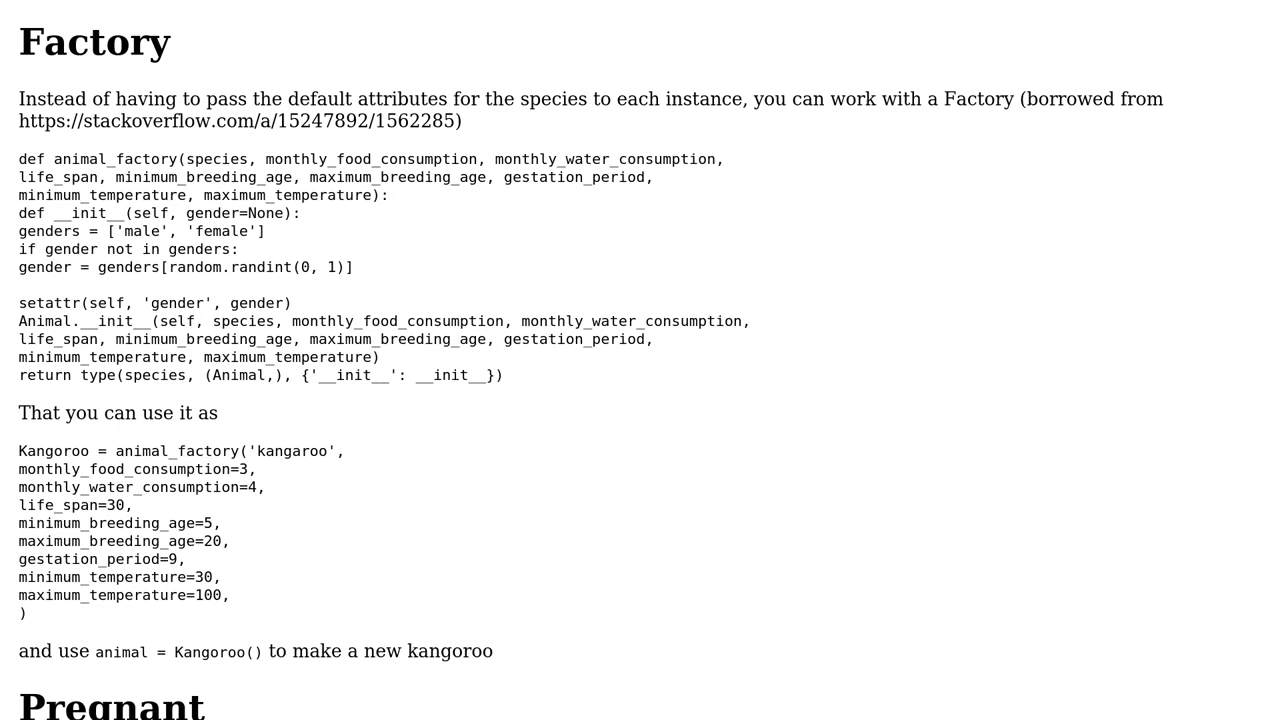 Factory
Instead of having to pass the default attributes for the species to each instance, you can work with a Factory (borrowed from
https://stackoverflow.com/a/15247892/1562285)
def animal_factory(species, monthly_food_consumption, monthly_water_consumption,
life_span, minimum_breeding_age, maximum_breeding_age, gestation_period,
minimum_temperature, maximum_temperature):
def __init__(self, gender=None):
genders = ['male', 'female']
if gender not in genders:
gender = genders[random.randint(0, 1)]
setattr(self, 'gender', gender)
Animal.__init__(self, species, monthly_food_consumption, monthly_water_consumption,
life_span, minimum_breeding_age, maximum_breeding_age, gestation_period,
minimum_temperature, maximum_temperature)
return type(species, (Animal,), {'__init__': __init__})
That you can use it as
Kangoroo = animal_factory('kangaroo',
monthly_food_consumption=3,
monthly_water_consumption=4,
life_span=30,
minimum_breeding_age=5,
maximum_breeding_age=20,
gestation_period=9,
minimum_temperature=30,
maximum_temperature=100,
)
and use animal = Kangoroo() to make a new kangoroo
Pregnant